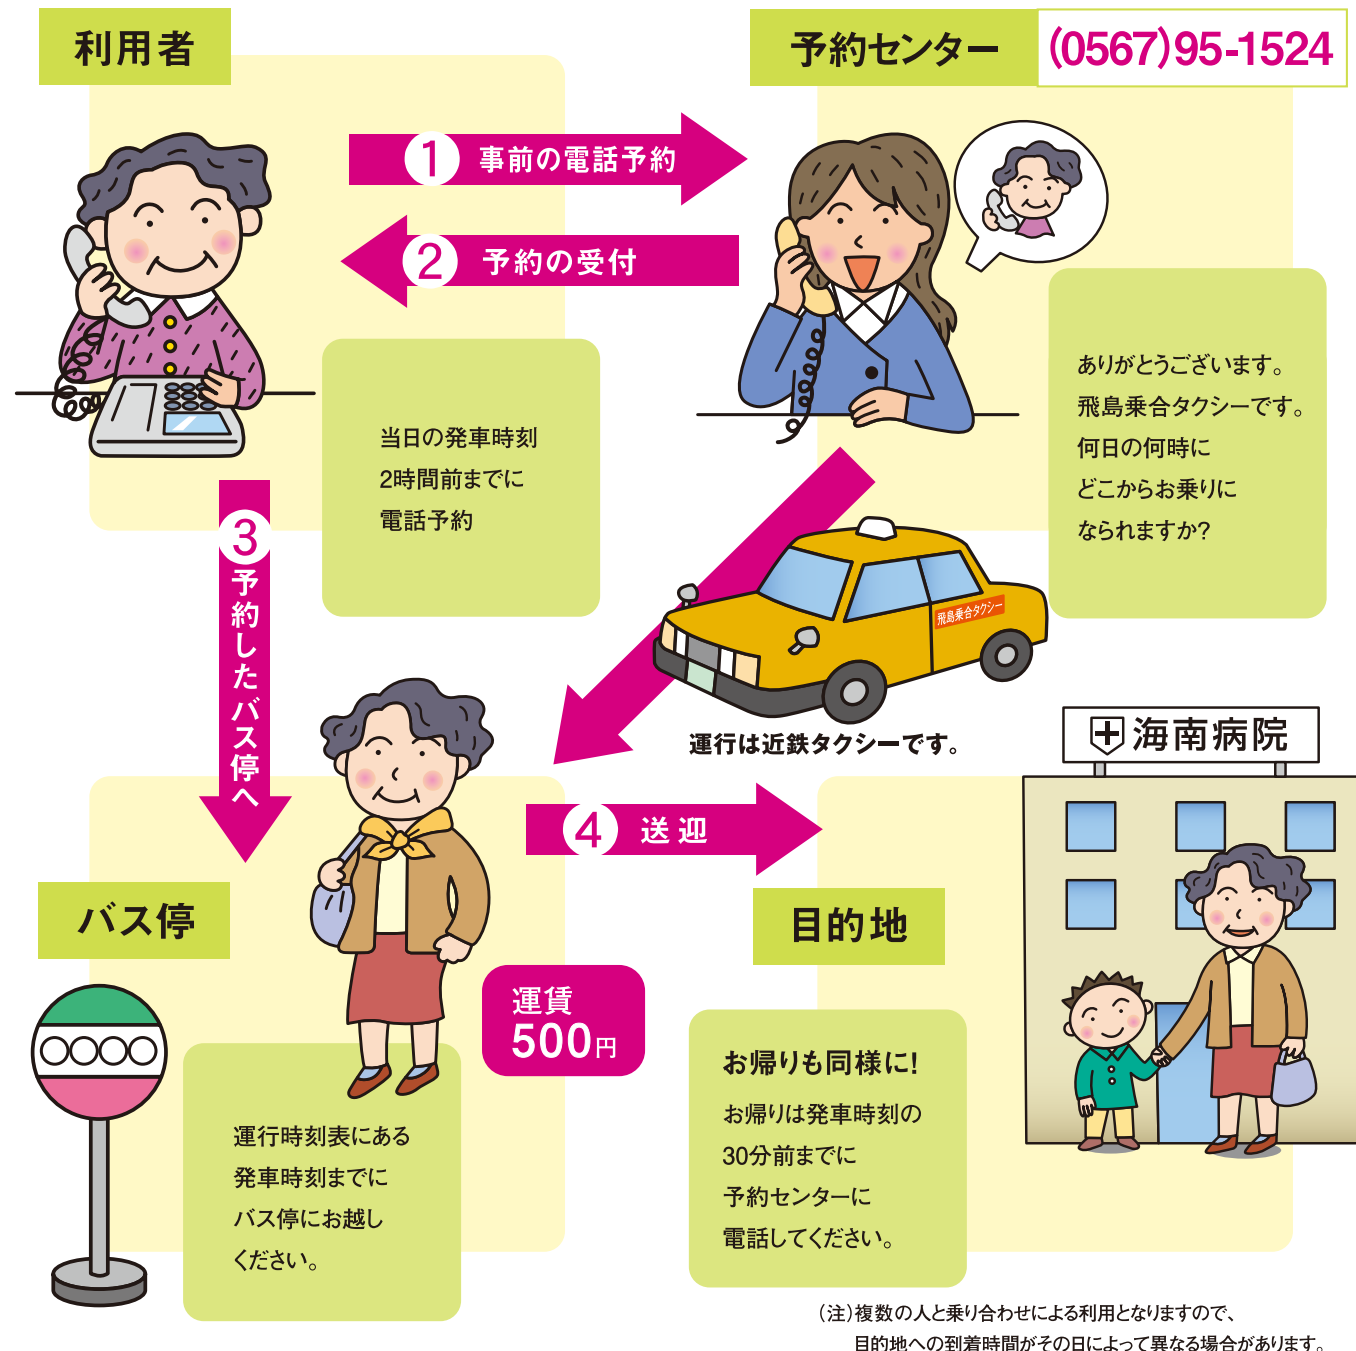 利用者
予約センター (0567)95-1524
1 事前の電話予約
2 予約の受付
当日の発車時刻
2時間前までに
電話予約
ありがとうございます。
飛島乗合タクシーです。
何日の何時に
どこからお乗りに
なられますか?
3 予約したバス停へ
飛島乗合タクシー
運行は近鉄タクシーです。
海南病院
4 送迎
バス停
目的地
運賃
500円
〇〇〇〇
運行時刻表にある
発車時刻までに
バス停にお越し
ください。
お帰りも同様に!
お帰りは発車時刻の
30分前までに
予約センターに
電話してください。
(注)複数の人と乗り合わせによる利用となりますので、
目的地への到着時間がその日によって異なる場合があります。